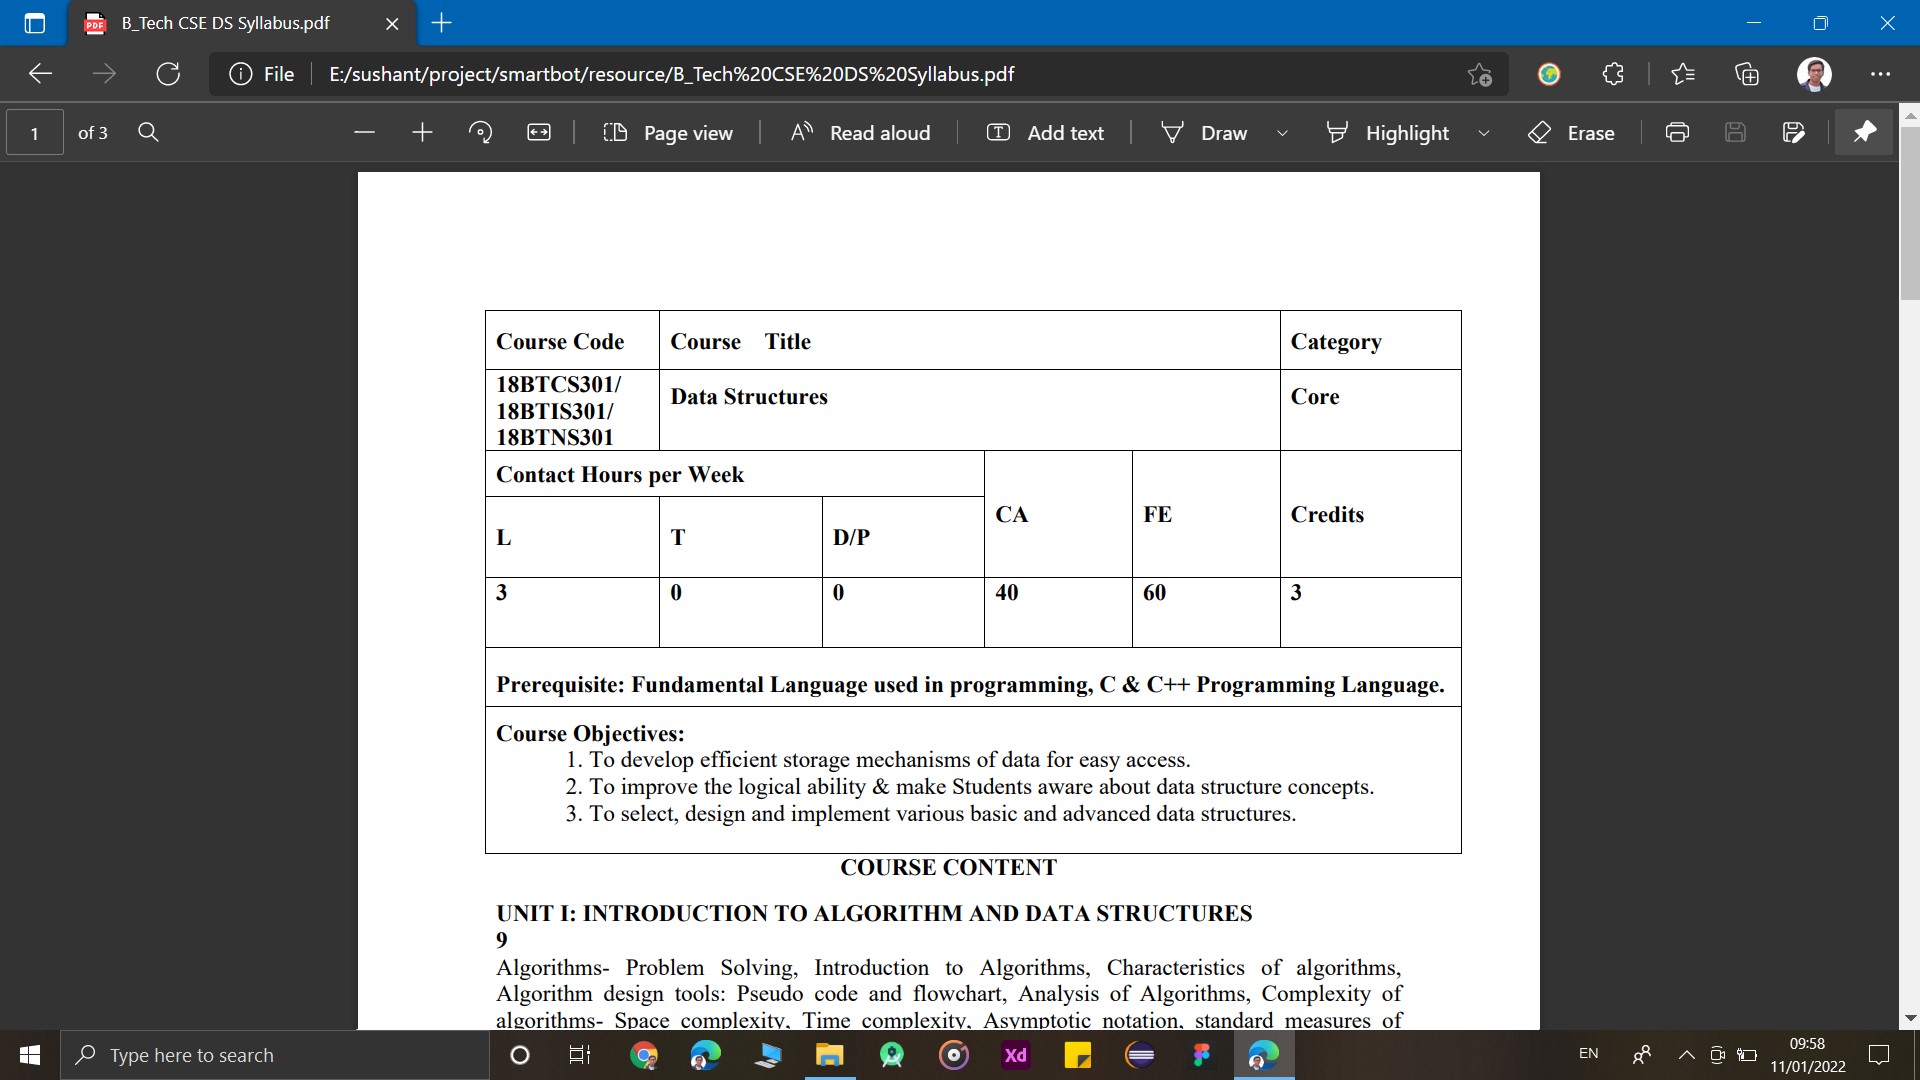 B_Tech CSE DS Syllabus.pdf
File E:/sushant/project/smartbot/resource/B_Tech%20CSE%20DS%20Syllabus.pdf
1 of 3 Page view Read aloud Add text Draw Highlight Erase
Course Code Course Title Category
18BTCS301/
18BTIS301/
18BTNS301
Data Structures
Core
Contact Hours per Week
CA FE Credits
L T D/P
3 0 0 40 60 3
Prerequisite: Fundamental Language used in programming, C & C++ Programming Language.
Course Objectives:
1. To develop efficient storage mechanisms of data for easy access.
2. To improve the logical ability & make Students aware about data structure concepts.
3. To select, design and implement various basic and advanced data structures.
COURSE CONTENT
UNIT I: INTRODUCTION TO ALGORITHM AND DATA STRUCTURES
9
Algorithms- Problem Solving, Introduction to Algorithms, Characteristics of algorithms,
Algorithm design tools: Pseudo code and flowchart, Analysis of Algorithms, Complexity of
algorithms- Space complexity, Time complexity, Asymptotic notation, standard measures of
Type here to search
Xd
EN
09:58
11/01/2022